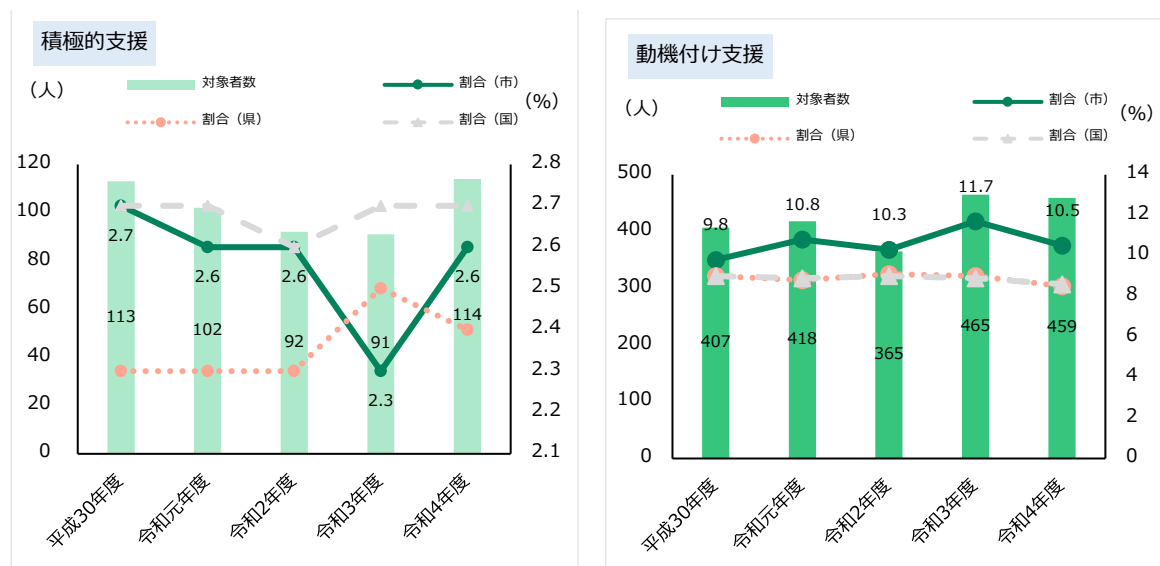 積極的支援
(人)
対象者数
割合（市）
割合（県）
割合（国）
(%)
120
100
80
60
40
20
0
2.8
2.7
2.6
2.5
2.4
2.3
2.2
2.1
2.7
2.6
2.6
2.3
2.6
113
102
92
91
114
平成30年度
令和元年度
令和2年度
令和3年度
令和4年度
動機付け支援
(人)
対象者数
割合（市）
割合（県）
割合（国）
(%)
500
400
300
200
100
0
14
12
10
8
6
4
2
0
9.8
10.8
10.3
11.7
10.5
407
418
365
465
459
平成30年度
令和元年度
令和2年度
令和3年度
令和4年度